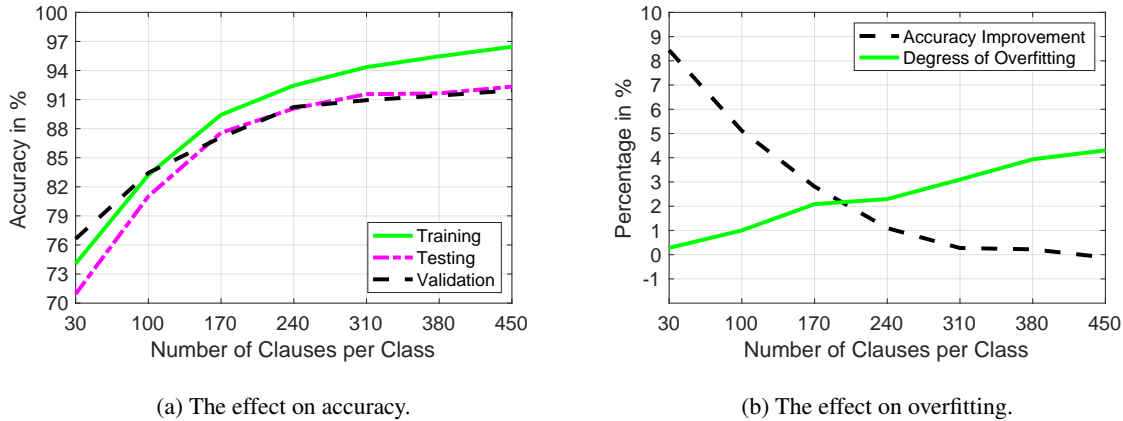 100
97
94
91
88
85
82
79
76
73
70
Accuracy in %
Training
Testing
Validation
30 100 170 240 310 380 450
Number of Clauses per Class
(a) The effect on accuracy.
10
9
8
7
6
5
4
3
2
1
0
-1
Percentage in %
Accuracy Improvement
Degree of Overfitting
30 100 170 240 310 380 450
Number of Clauses per Class
(b) The effect on overfitting.